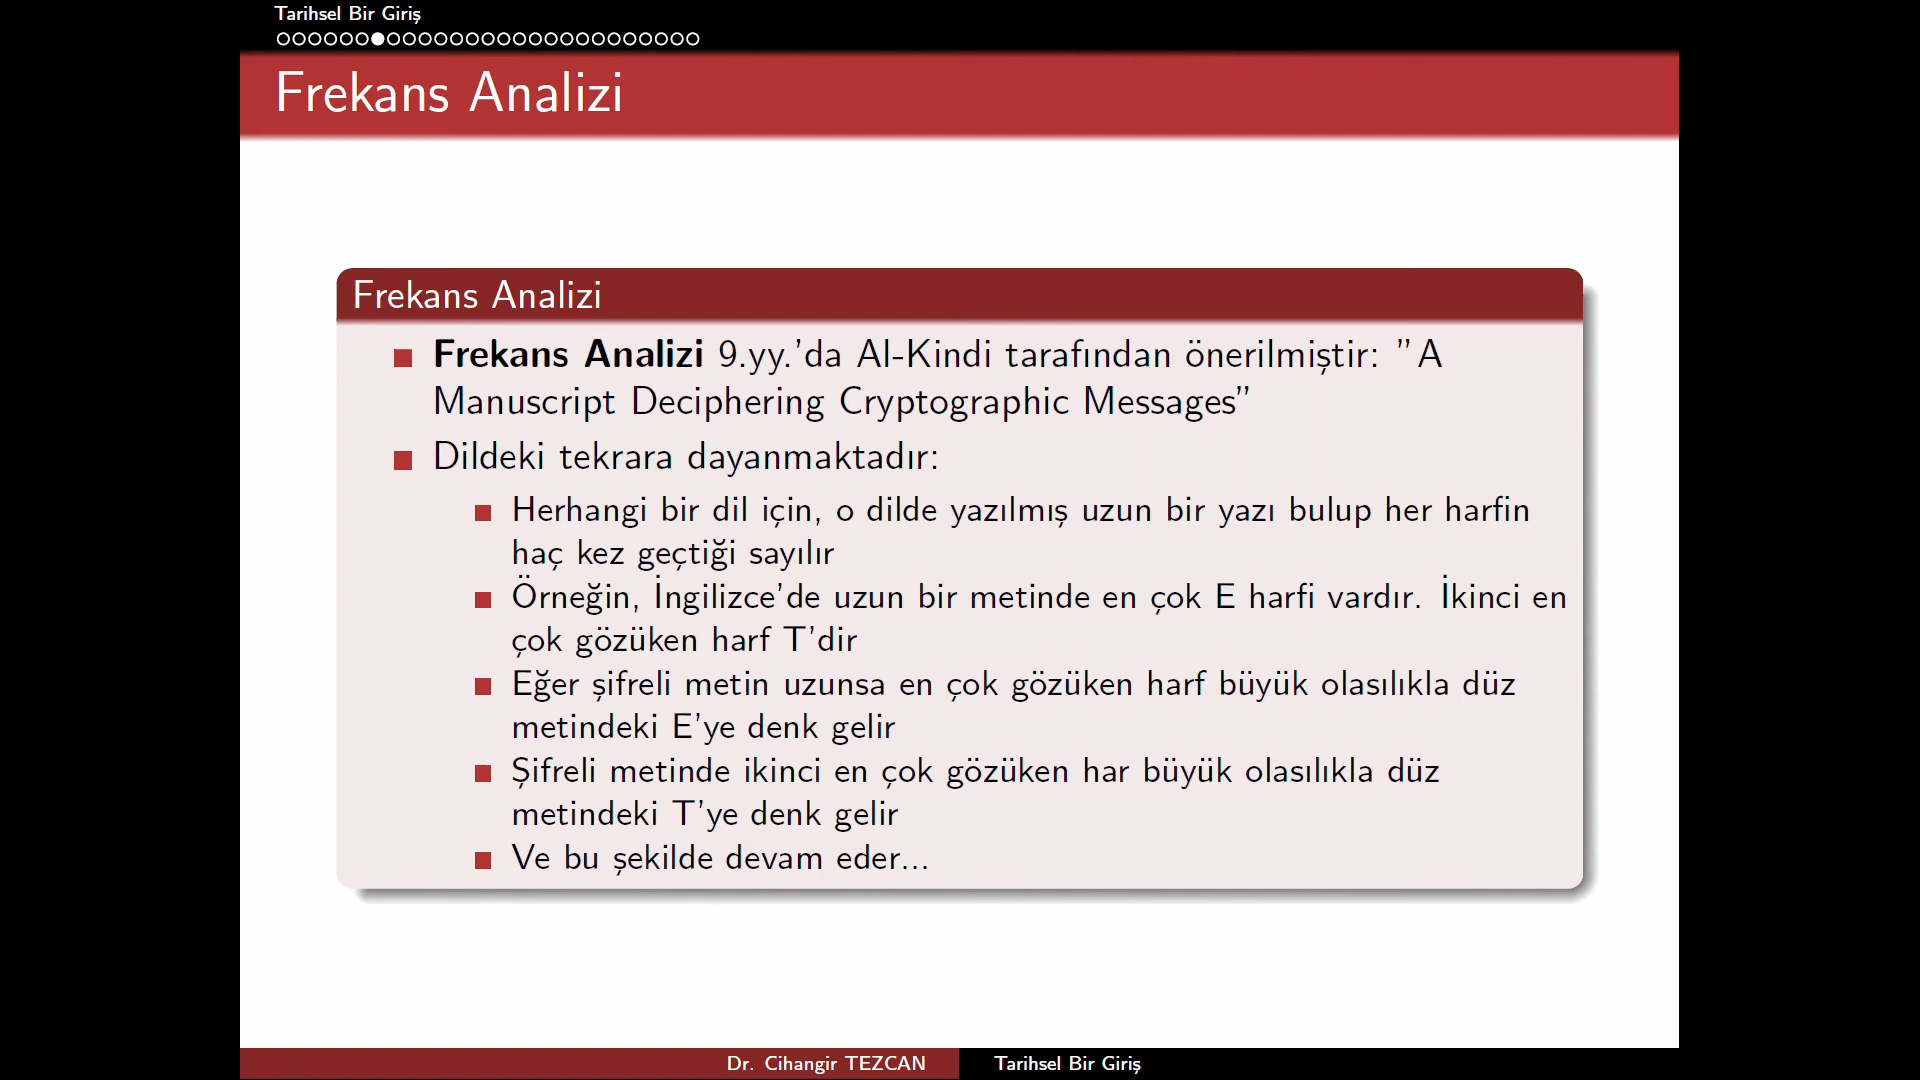 Tarihsel Bir Giriş
Frekans Analizi
Frekans Analizi
Frekans Analizi 9.yy.'da Al-Kindi tarafından önerilmiştir: ”A
Manuscript Deciphering Cryptographic Messages”
Dildeki tekrara dayanmaktadır:
Herhangi bir dil için, o dilde yazılmış uzun bir yazı bulup her harfin
haç kez geçtiği sayılır
Örneğin, İngilizce'de uzun bir metinde en çok E harfi vardır. İkinci en
çok gözüken harf T'dir
Eğer şifreli metin uzunsa en çok gözüken harf büyük olasılıkla düz
metindeki E'ye denk gelir
Şifreli metinde ikinci en çok gözüken har büyük olasılıkla düz
metindeki T'ye denk gelir
Ve bu şekilde devam eder...
Dr. Cihangir TEZCAN
Tarihsel Bir Giriş